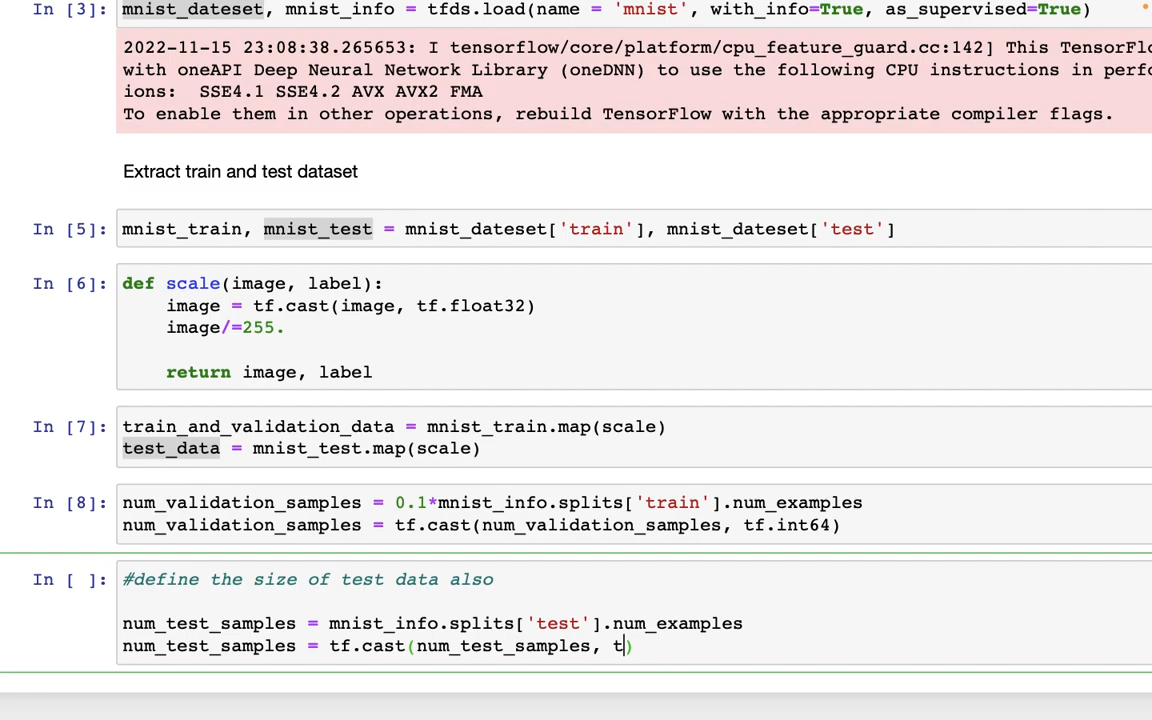 In [3]: mnist_dateset, mnist_info = tfds.load(name = 'mnist', with_info=True, as_supervised=True)
2022-11-15 23:08:38.265653: I tensorflow/core/platform/cpu_feature_guard.cc:142] This TensorFlo
with oneAPI Deep Neural Network Library (oneDNN) to use the following CPU instructions in perfo
ions:  SSE4.1 SSE4.2 AVX AVX2 FMA
To enable them in other operations, rebuild TensorFlow with the appropriate compiler flags.
Extract train and test dataset
In [5]: mnist_train, mnist_test = mnist_dateset['train'], mnist_dateset['test']
In [6]: def scale(image, label):
    image = tf.cast(image, tf.float32)
    image/=255.
    return image, label
In [7]: train_and_validation_data = mnist_train.map(scale)
test_data = mnist_test.map(scale)
In [8]: num_validation_samples = 0.1*mnist_info.splits['train'].num_examples
num_validation_samples = tf.cast(num_validation_samples, tf.int64)
In [ ]: #define the size of test data also
num_test_samples = mnist_info.splits['test'].num_examples
num_test_samples = tf.cast(num_test_samples, t)